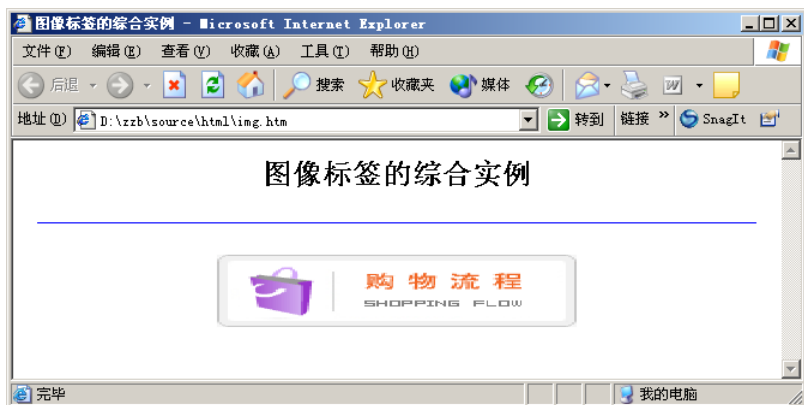 图像标签的综合实例 - Microsoft Internet Explorer
文件(F) 编辑(E) 查看(V) 收藏(A) 工具(T) 帮助(H)
后退 搜索 收藏夹 媒体
地址(D) D:\zzb\source\html\img.htm 转到 链接 » SnagIt
图像标签的综合实例
购物流程
SHOPPING FLOW
完毕 我的电脑